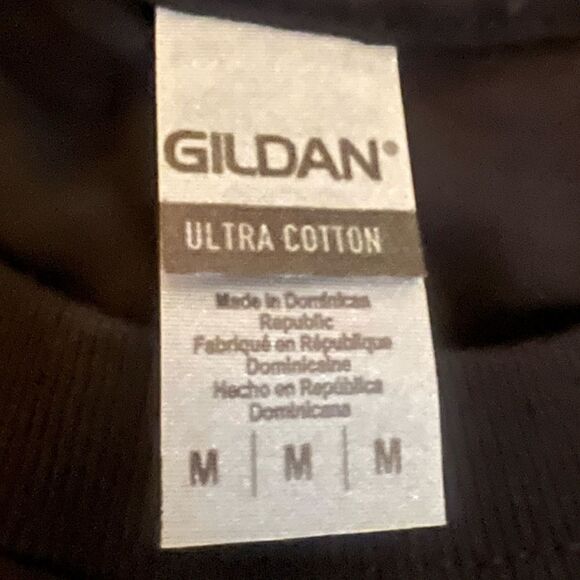 GILDAN®
ULTRA COTTON
Made in Dominican
Republic
Fabriqué en République
Dominicaine
Hecho en República
Dominicana
M | M | M